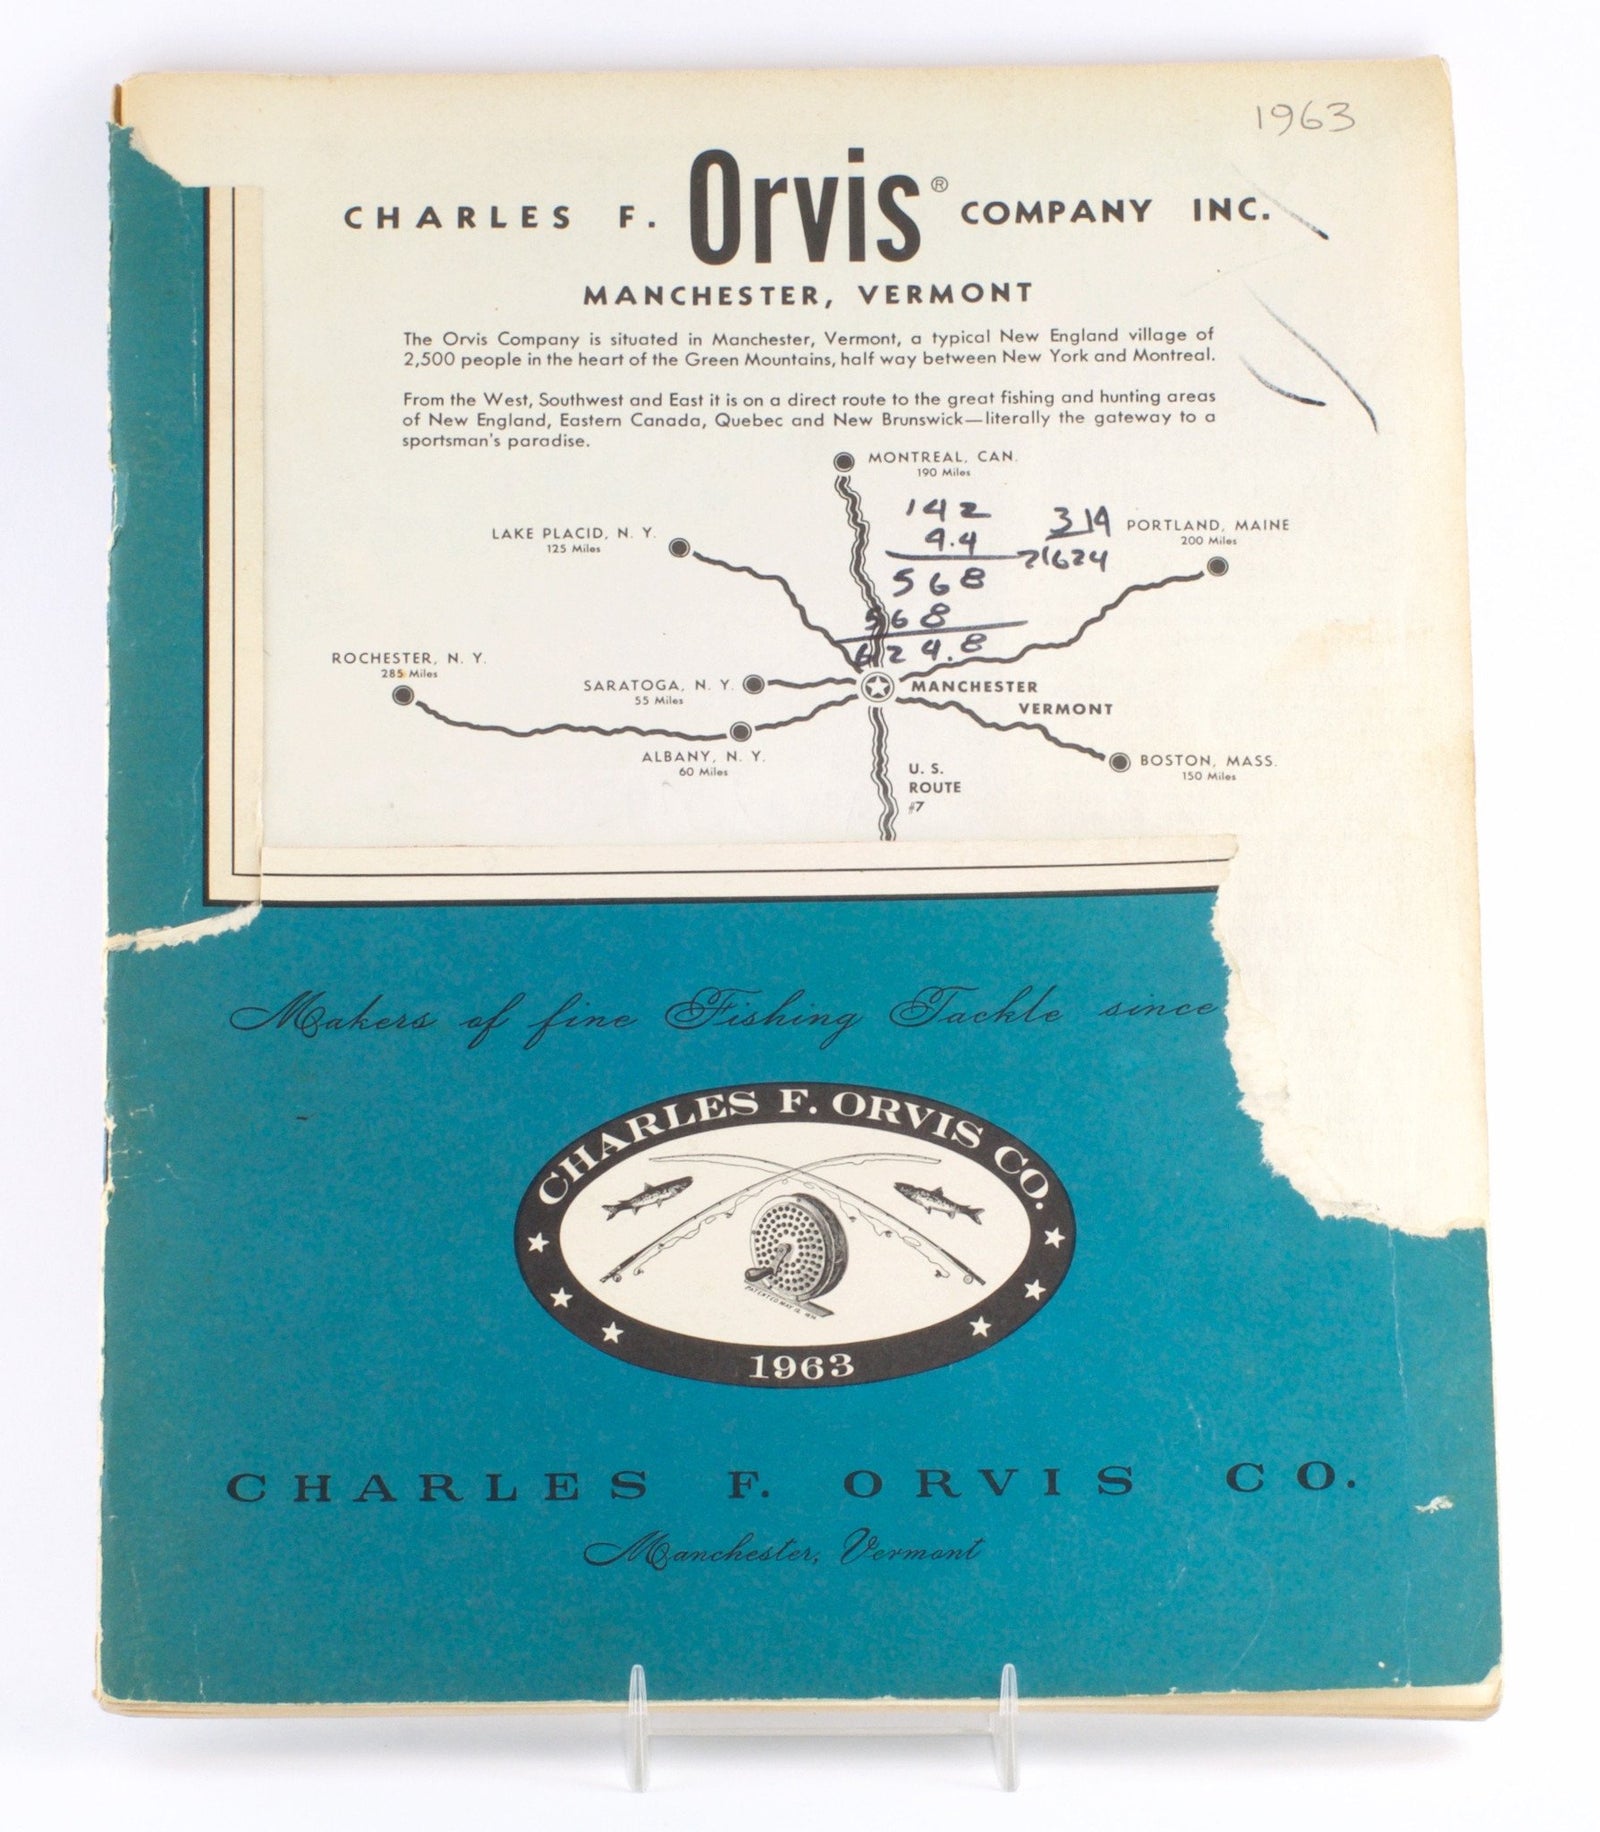 1963
CHARLES F. Orvis® COMPANY INC.
MANCHESTER, VERMONT
The Orvis Company is situated in Manchester, Vermont, a typical New England village of
2,500 people in the heart of the Green Mountains, half way between New York and Montreal.
From the West, Southwest and East it is on a direct route to the great fishing and hunting areas
of New England, Eastern Canada, Quebec and New Brunswick—literally the gateway to a
sportsman's paradise.
MONTREAL, CAN.
190 Miles
142
4.4
568
568
624.8
314
PORTLAND, MAINE
200 Miles
LAKE PLACID, N. Y.
125 Miles
ROCHESTER, N. Y.
285 Miles
SARATOGA, N. Y.
55 Miles
MANCHESTER
VERMONT
ALBANY, N. Y.
60 Miles
BOSTON, MASS.
150 Miles
U. S.
ROUTE
#7
Makers of fine Fishing Tackle since
CHARLES F. ORVIS CO.
PATENTED MAY 12, 1874
1963
CHARLES F. ORVIS CO.
Manchester, Vermont